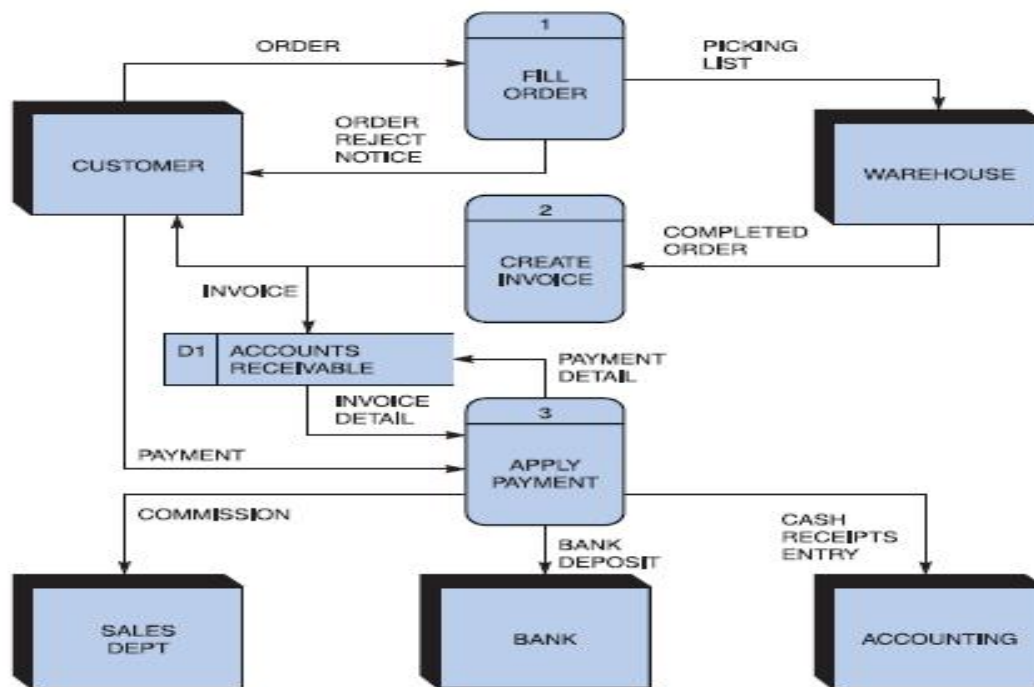 1
ORDER
PICKING
LIST
FILL
ORDER
ORDER
REJECT
NOTICE
CUSTOMER
WAREHOUSE
2
COMPLETED
ORDER
CREATE
INVOICE
INVOICE
D1
ACCOUNTS
RECEIVABLE
PAYMENT
DETAIL
INVOICE
DETAIL
3
PAYMENT
APPLY
PAYMENT
COMMISSION
BANK
DEPOSIT
CASH
RECEIPTS
ENTRY
SALES
DEPT
BANK
ACCOUNTING